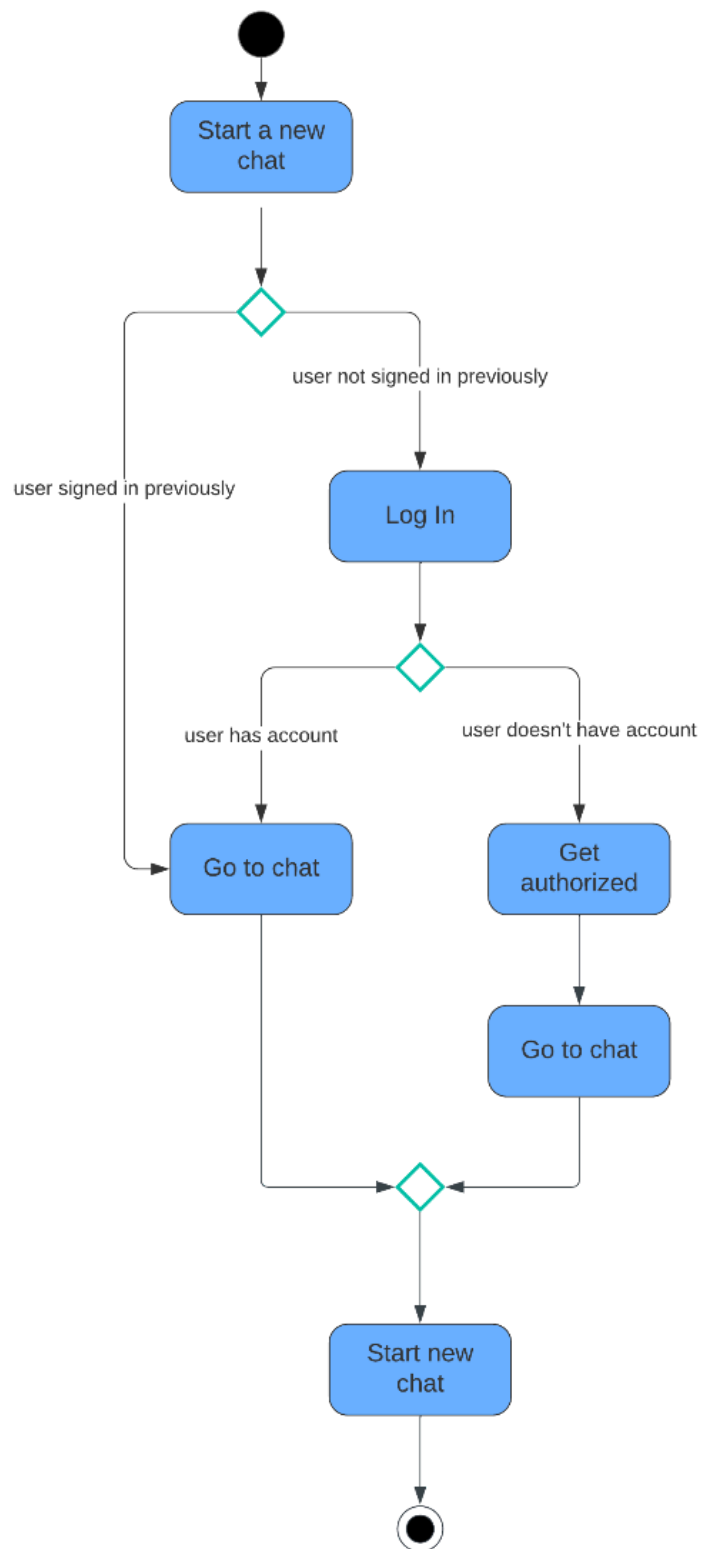 Start a new
chat
user not signed in previously
user signed in previously
Log In
user has account
user doesn't have account
Go to chat
Get
authorized
Go to chat
Start new
chat